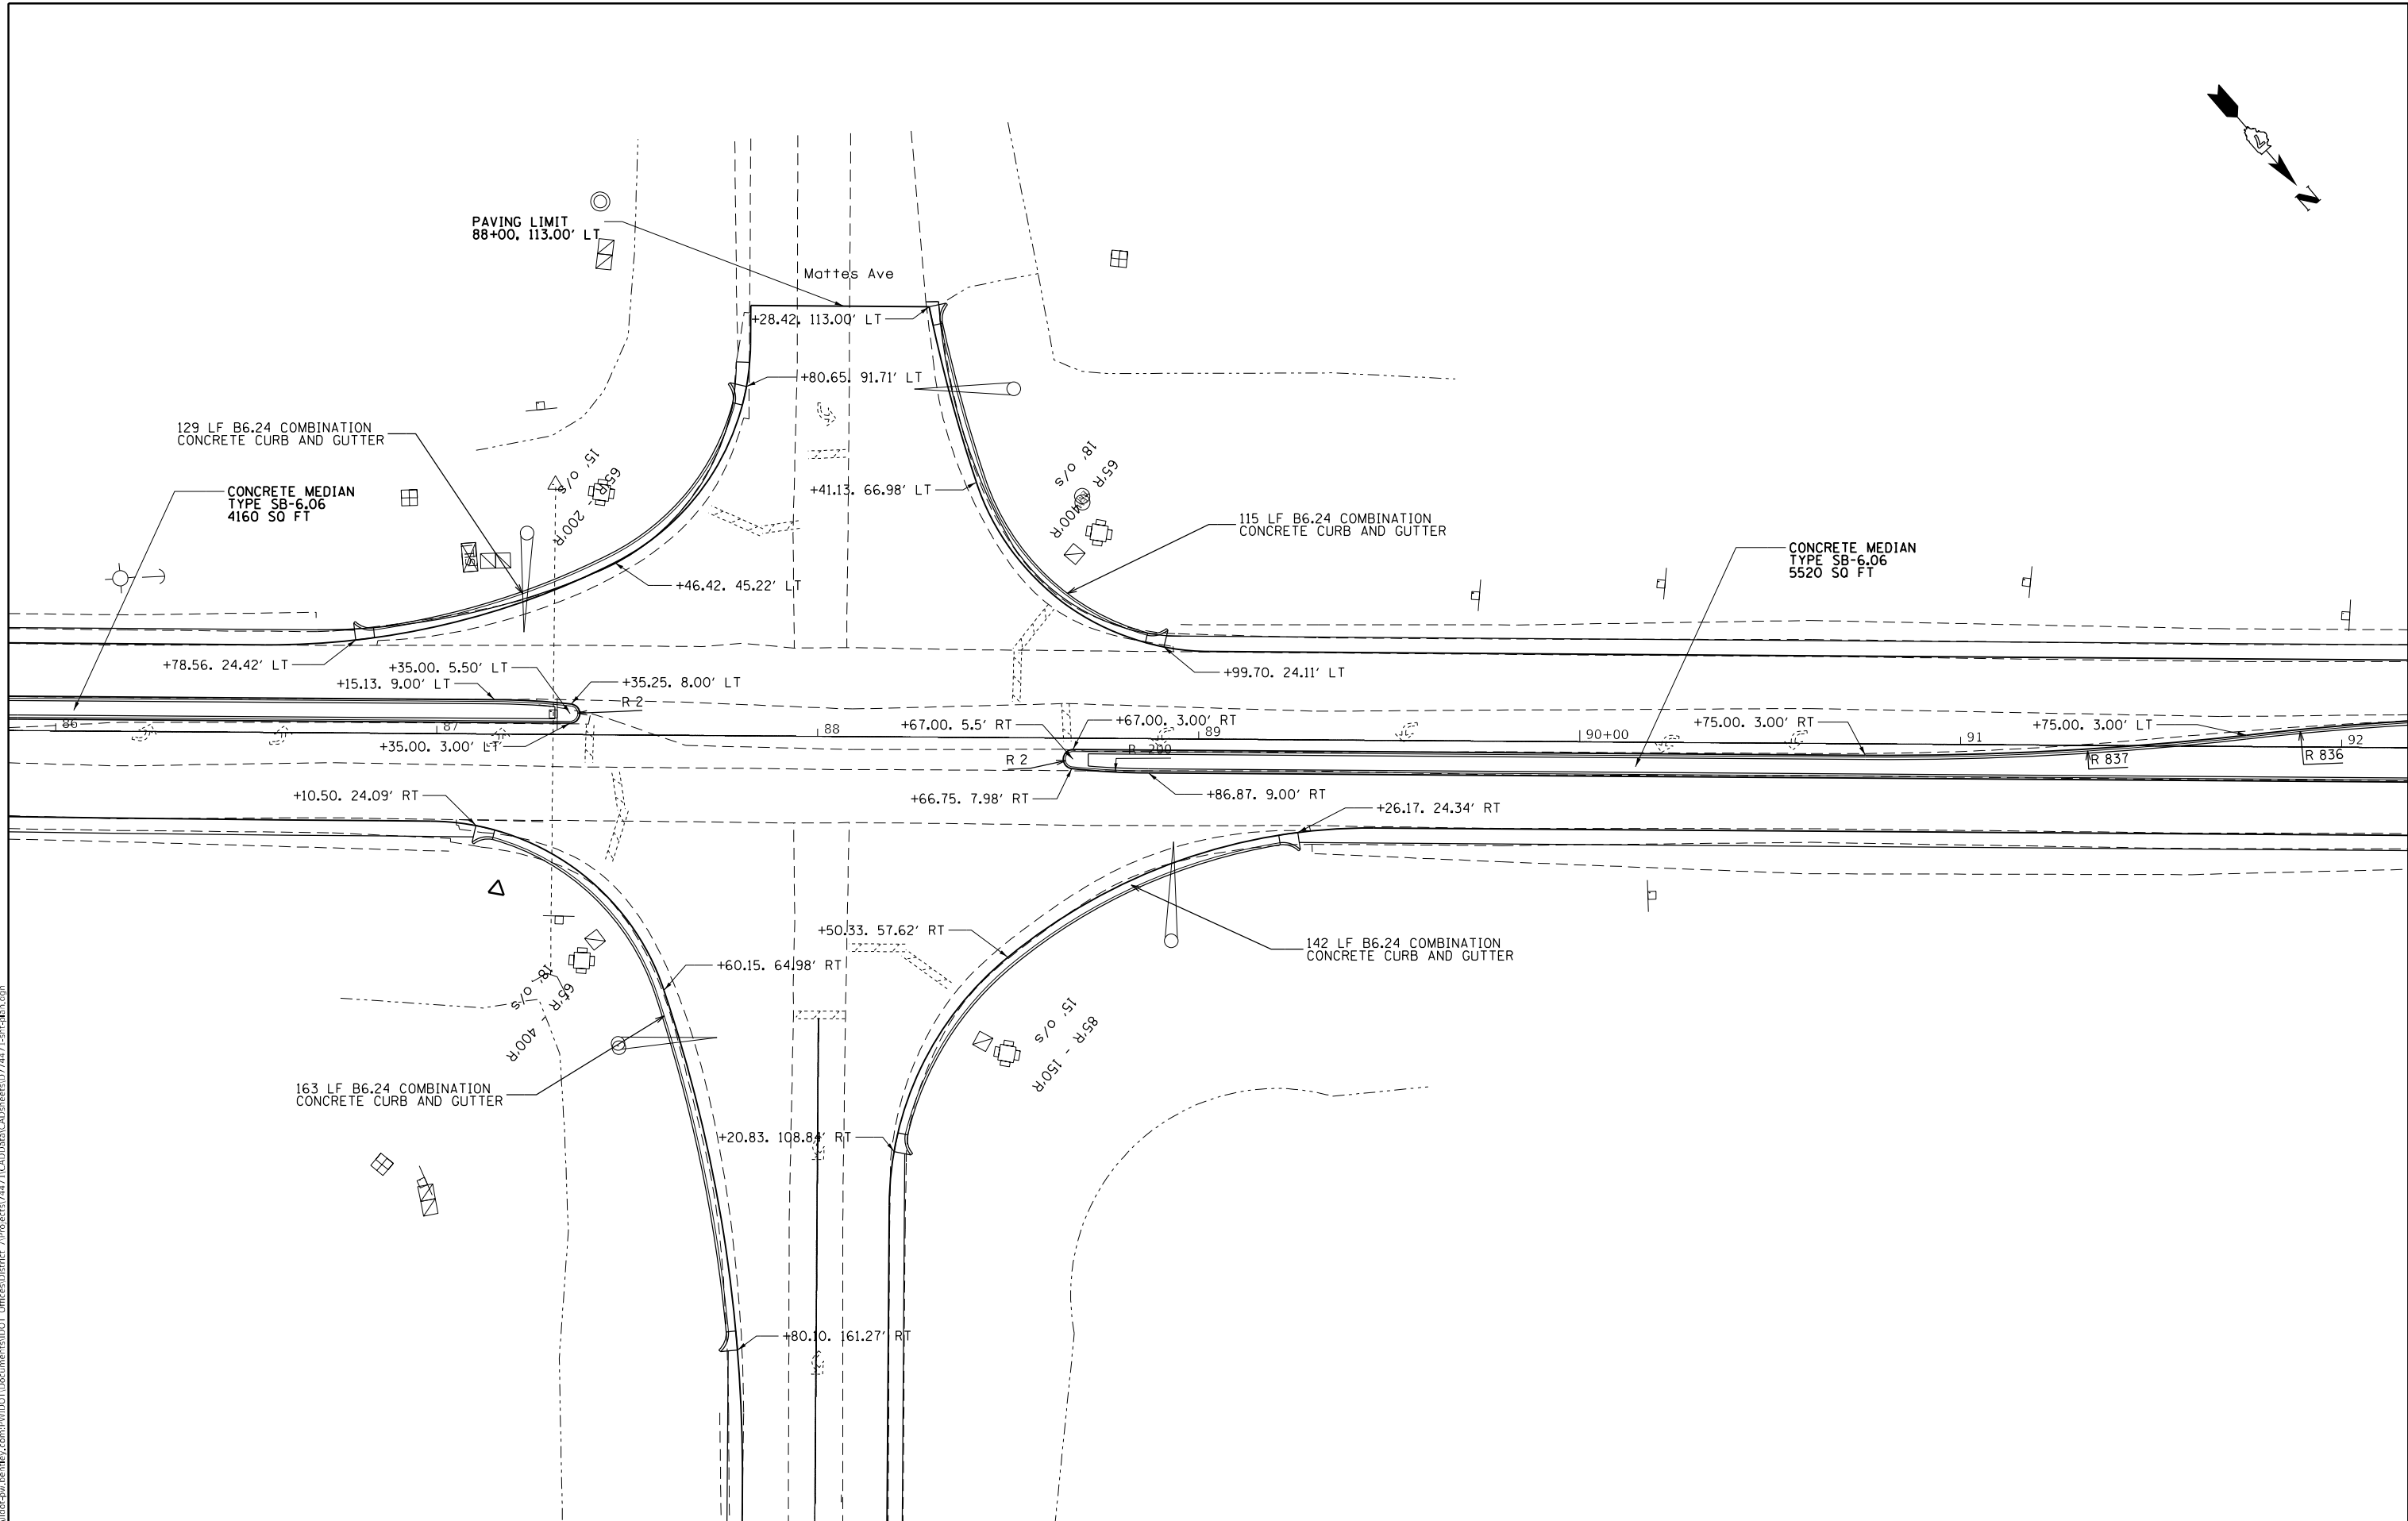 N
PAVING LIMIT
88+00, 113.00' LT
Mattes Ave
+28.42, 113.00' LT
+80.65, 91.71' LT
129 LF B6.24 COMBINATION
CONCRETE CURB AND GUTTER
15' O/S
65'R - 200'R
18' O/S
65'R - 400'R
+41.13, 66.98' LT
CONCRETE MEDIAN
TYPE SB-6.06
4160 SQ FT
115 LF B6.24 COMBINATION
CONCRETE CURB AND GUTTER
CONCRETE MEDIAN
TYPE SB-6.06
5520 SQ FT
+46.42, 45.22' LT
+78.56, 24.42' LT
+35.00, 5.50' LT
+15.13, 9.00' LT
+35.25, 8.00' LT
R 2
+99.70, 24.11' LT
86
87
88
89
90+00
91
92
+35.00, 3.00' LT
+67.00, 5.5' RT
+67.00, 3.00' RT
+75.00, 3.00' RT
+75.00, 3.00' LT
R 200
R 2
R 837
R 836
+10.50, 24.09' RT
+66.75, 7.98' RT
+86.87, 9.00' RT
+26.17, 24.34' RT
+50.33, 57.62' RT
142 LF B6.24 COMBINATION
CONCRETE CURB AND GUTTER
+60.15, 64.98' RT
18' O/S
65'R - 400'R
15' O/S
85'R - 150'R
163 LF B6.24 COMBINATION
CONCRETE CURB AND GUTTER
+20.83, 108.84' RT
+80.10, 161.27' RT